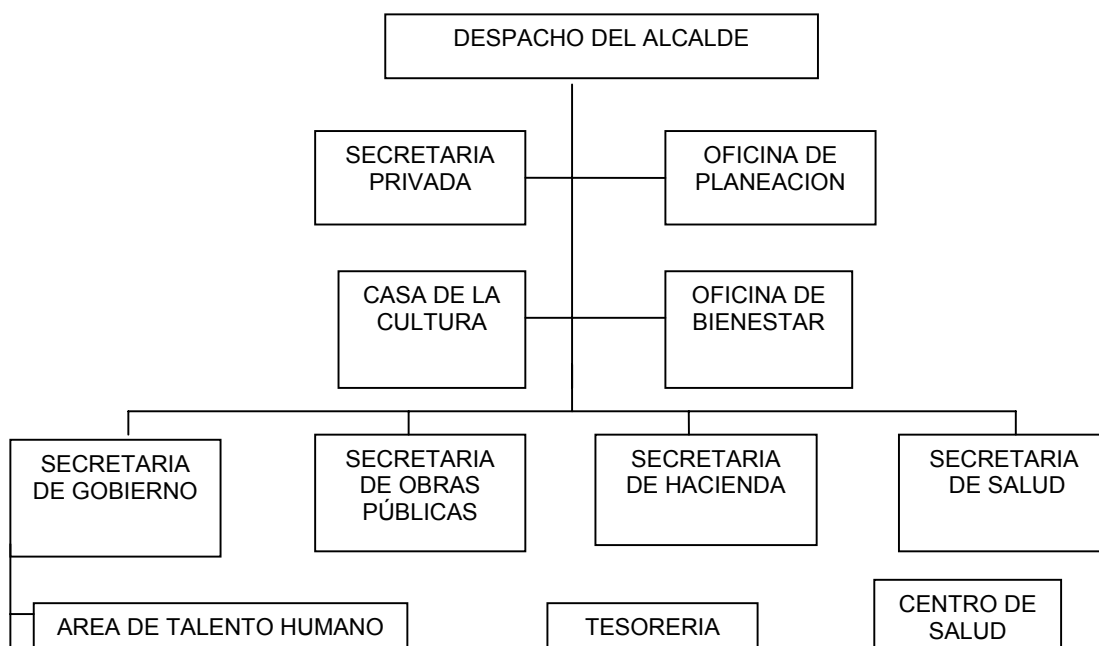 DESPACHO DEL ALCALDE
SECRETARIA
PRIVADA
OFICINA DE
PLANEACION
CASA DE LA
CULTURA
OFICINA DE
BIENESTAR
SECRETARIA
DE GOBIERNO
SECRETARIA
DE OBRAS
PÚBLICAS
SECRETARIA
DE HACIENDA
SECRETARIA
DE SALUD
AREA DE TALENTO HUMANO
TESORERIA
CENTRO DE
SALUD